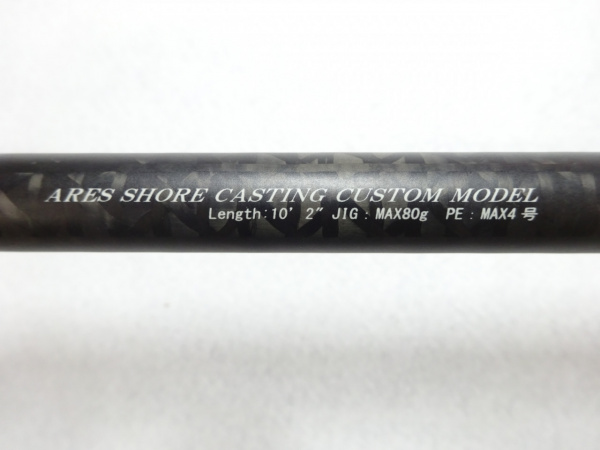 ARES SHORE CASTING CUSTOM MODEL
Length:10' 2" JIG : MAX80g PE : MAX4 号